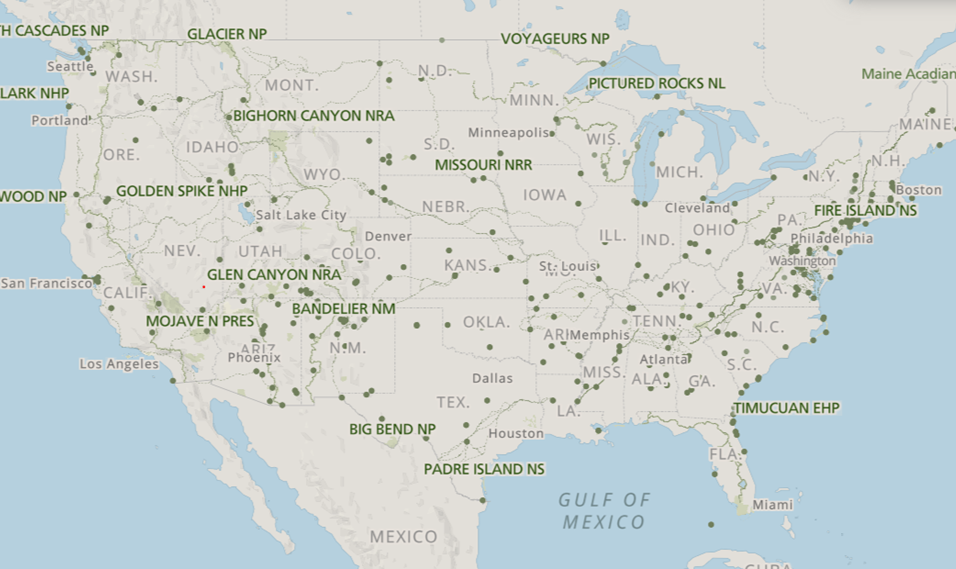 TH CASCADES NP
GLACIER NP
VOYAGEURS NP
Seattle
WASH.
MONT.
N.D.
PICTURED ROCKS NL
Maine Acadian
LARK NHP
MINN.
Portland
BIGHORN CANYON NRA
Minneapolis
MAINE
ORE.
IDAHO
S.D.
WIS.
MISSOURI NRR
MICH.
N.H.
WYO.
N.Y.
WOOD NP
GOLDEN SPIKE NHP
IOWA
Boston
NEBR.
Cleveland
FIRE ISLAND NS
Salt Lake City
PA.
Denver
ILL.
IND.
OHIO
Philadelphia
NEV.
UTAH
COLO.
KANS.
St. Louis
MO.
Washington
GLEN CANYON NRA
San Francisco
CALIF.
KY.
VA.
BANDELIER NM
MOJAVE N PRES
OKLA.
ARK
Memphis
TENN.
N.C.
ARIZ.
Phoenix
N.M.
Los Angeles
Atlanta
S.C.
Dallas
MISS.
ALA.
GA.
TEX.
LA.
TIMUCUAN EHP
BIG BEND NP
Houston
FLA.
PADRE ISLAND NS
GULF OF
MEXICO
Miami
MEXICO
CUBA